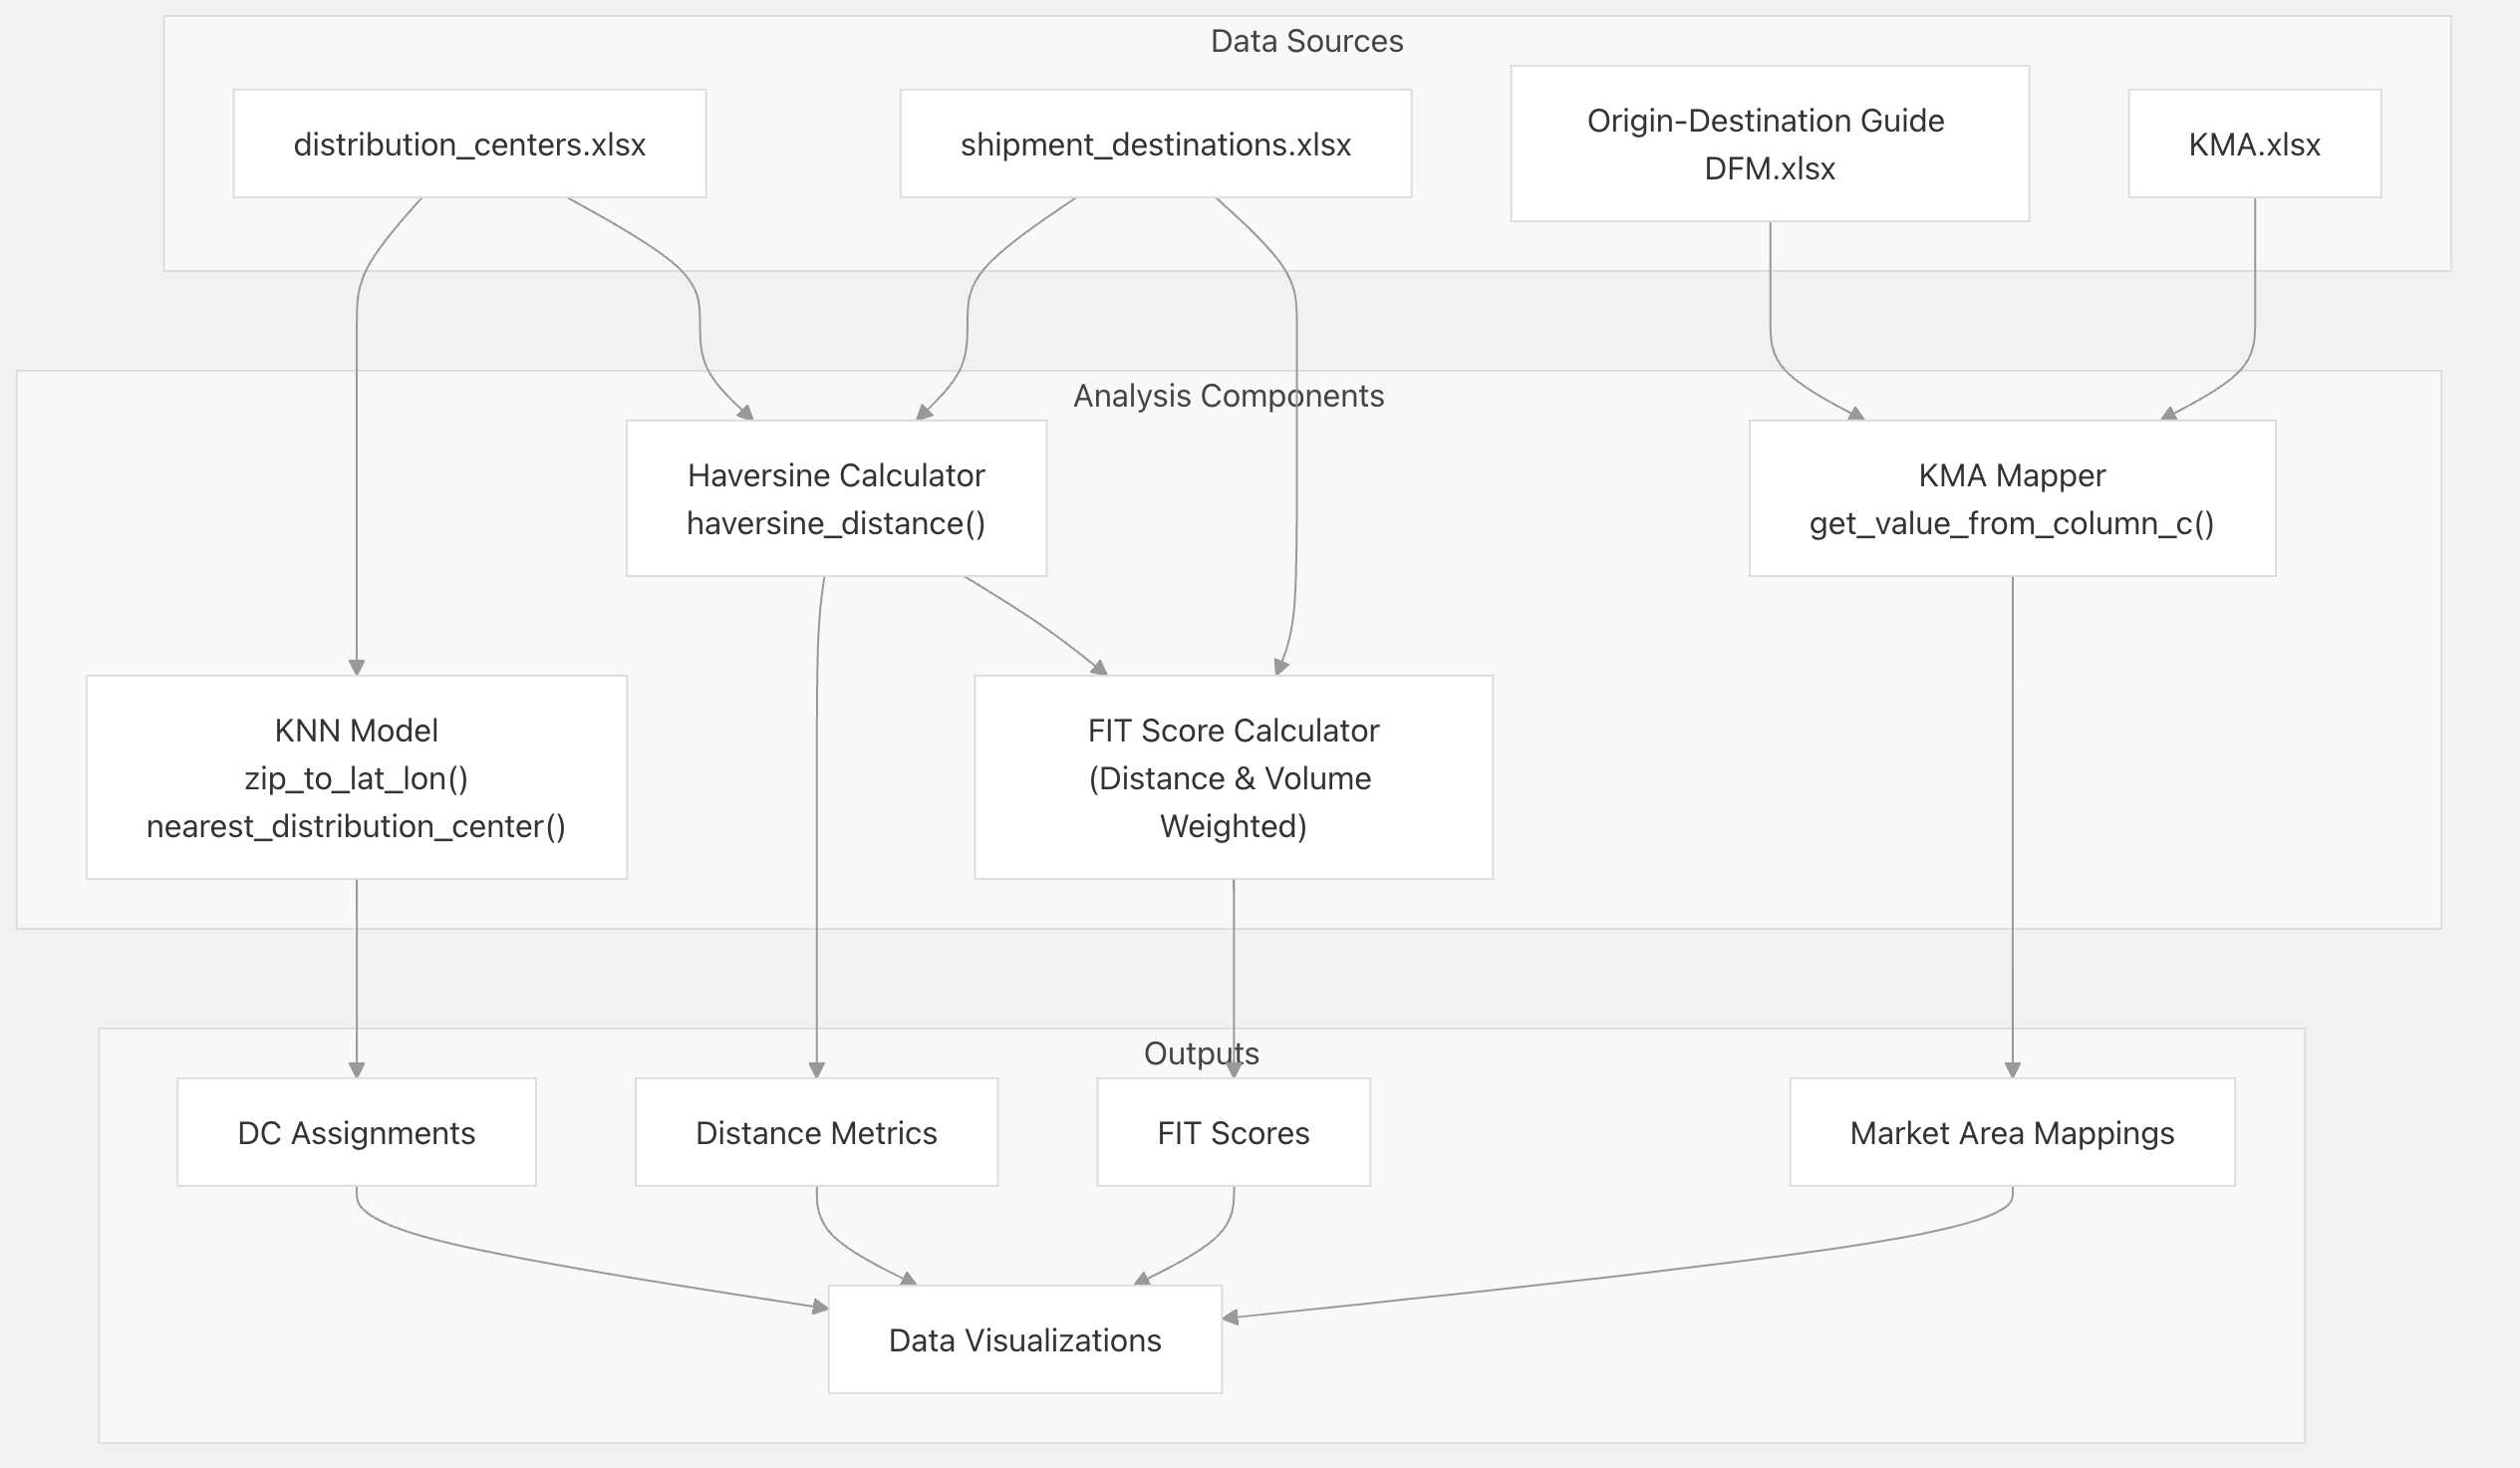 Data Sources
distribution_centers.xlsx
shipment_destinations.xlsx
Origin-Destination Guide
DFM.xlsx
KMA.xlsx
Analysis Components
Haversine Calculator
haversine_distance()
KMA Mapper
get_value_from_column_c()
KNN Model
zip_to_lat_lon()
nearest_distribution_center()
FIT Score Calculator
(Distance & Volume
Weighted)
Outputs
DC Assignments
Distance Metrics
FIT Scores
Market Area Mappings
Data Visualizations